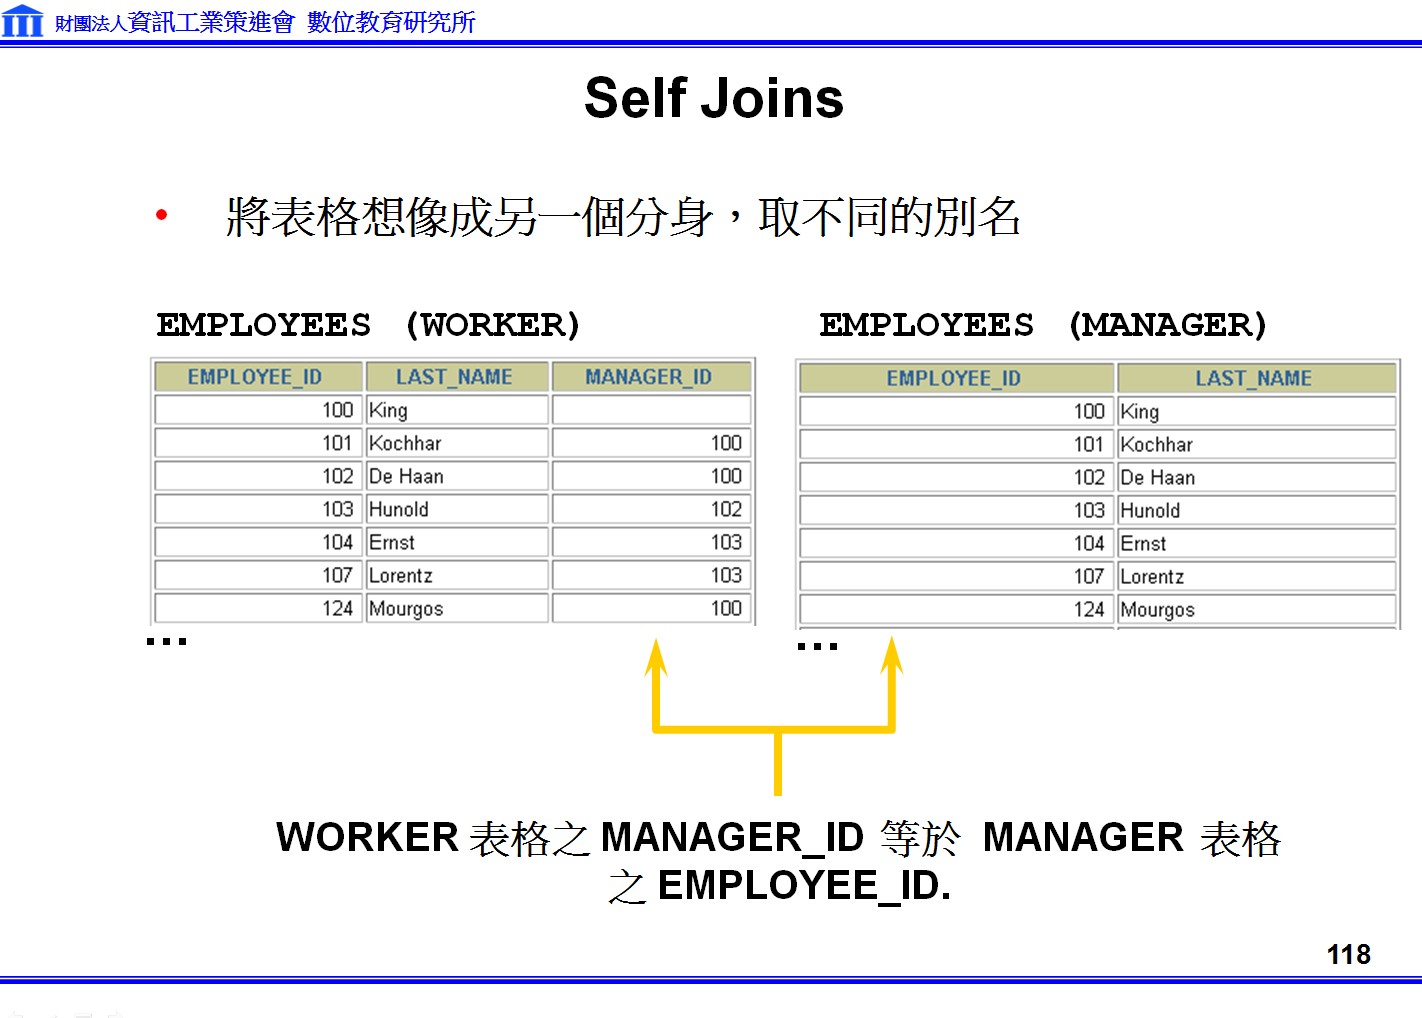 財團法人資訊工業策進會 數位教育研究所
Self Joins
• 將表格想像成另一個分身，取不同的別名
EMPLOYEES (WORKER)
EMPLOYEE_ID LAST_NAME MANAGER_ID
100 King
101 Kochhar 100
102 De Haan 100
103 Hunold 102
104 Ernst 103
107 Lorentz 103
124 Mourgos 100
...
EMPLOYEES (MANAGER)
EMPLOYEE_ID LAST_NAME
100 King
101 Kochhar
102 De Haan
103 Hunold
104 Ernst
107 Lorentz
124 Mourgos
...
WORKER 表格之 MANAGER_ID 等於 MANAGER 表格
之 EMPLOYEE_ID.
118